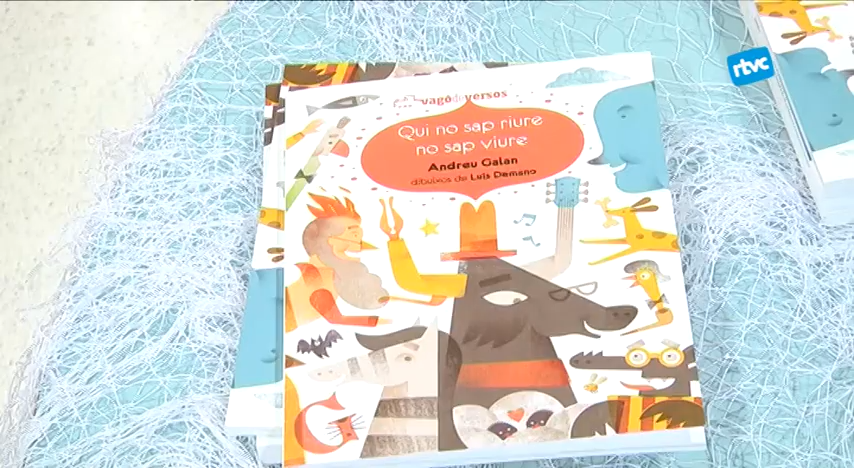 rtvc
vagó de versos
Qui no sap riure
no sap viure
Andreu Galan
dibuixos de Luis Demano